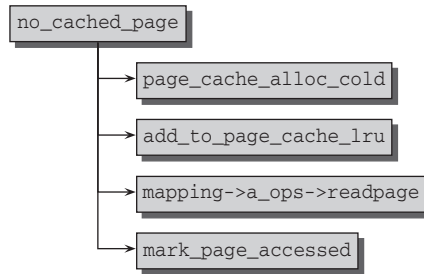 no_cached_page
page_cache_alloc_cold
add_to_page_cache_lru
mapping->a_ops->readpage
mark_page_accessed